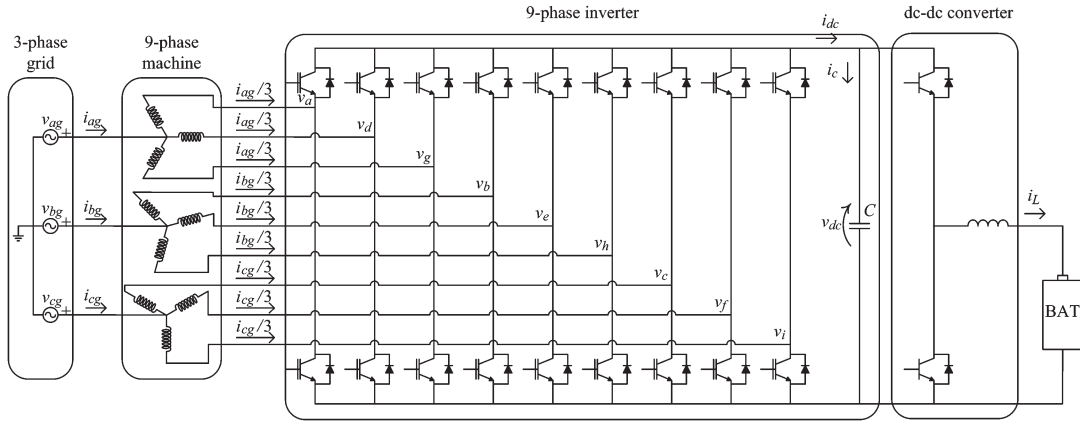 9-phase inverter
dc-dc converter
3-phase
grid
9-phase
machine
i_dc
i_c
i_ag/3
v_a
v_ag
+
i_ag
i_ag/3
v_d
i_ag/3
v_g
i_bg/3
v_b
v_bg
+
i_bg
i_bg/3
v_e
i_bg/3
v_h
v_dc
C
i_L
i_cg/3
v_c
v_cg
+
i_cg
i_cg/3
v_f
i_cg/3
v_i
BAT